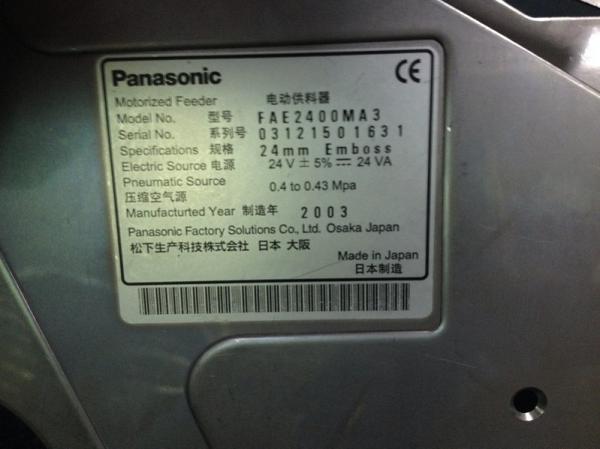 Panasonic CE
Motorized Feeder 电动供料器
Model No. 型号 FAE2400MA3
Serial No. 系列号 03121501631
Specifications 规格 24mm Emboss
Electric Source 电源 24 V ± 5% ⎓ 24 VA
Pneumatic Source 0.4 to 0.43 Mpa
压缩空气源
Manufacturted Year 制造年 2003
Panasonic Factory Solutions Co., Ltd. Osaka Japan
松下生产科技株式会社 日本 大阪
Made in Japan
日本制造